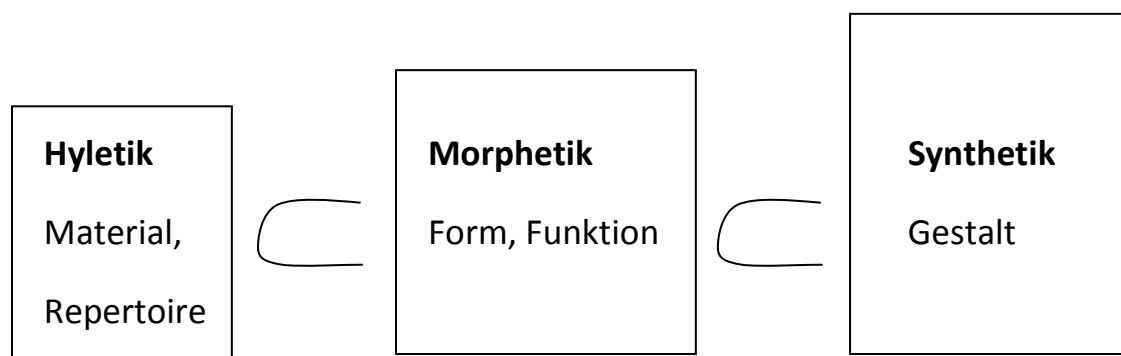 Hyletik
Material,
Repertoire
Morphetik
Form, Funktion
Synthetik
Gestalt